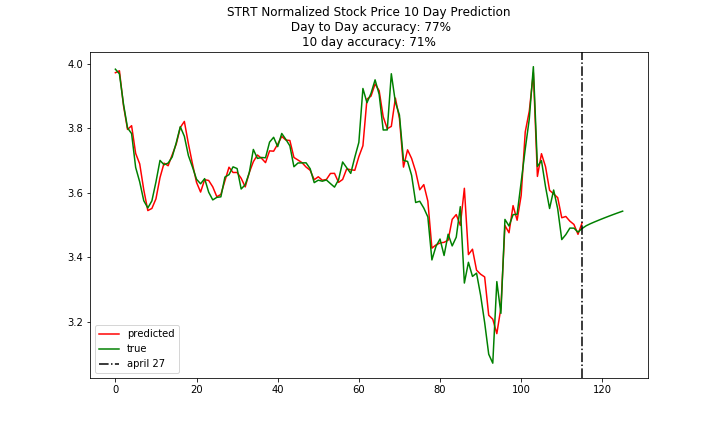 STRT Normalized Stock Price 10 Day Prediction
Day to Day accuracy: 77%
10 day accuracy: 71%
4.0
3.8
3.6
3.4
3.2
predicted
true
april 27
0 20 40 60 80 100 120